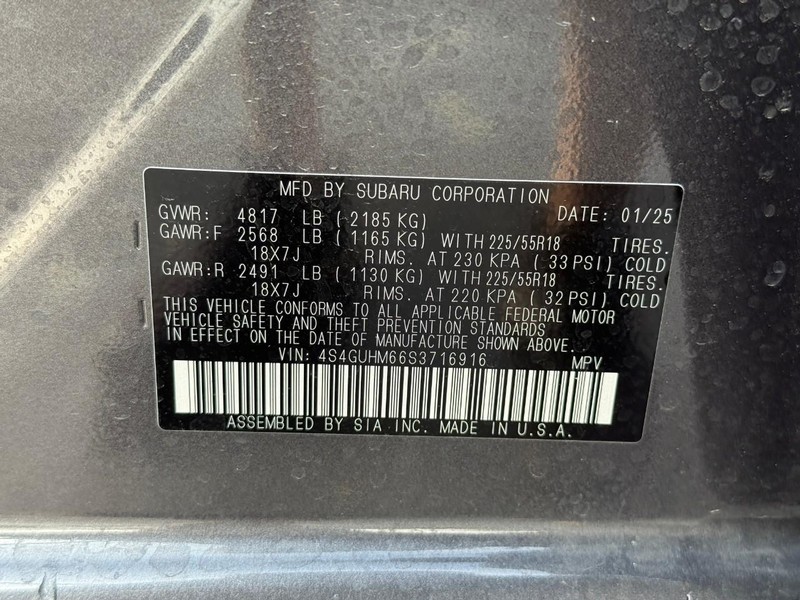 MFD BY SUBARU CORPORATION
GVWR: 4817 LB ( 2185 KG) DATE: 01/25
GAWR:F 2568 LB ( 1165 KG) WITH 225/55R18 TIRES.
18X7J RIMS. AT 230 KPA ( 33 PSI) COLD
GAWR:R 2491 LB ( 1130 KG) WITH 225/55R18 TIRES.
18X7J RIMS. AT 220 KPA ( 32 PSI) COLD
THIS VEHICLE CONFORMS TO ALL APPLICABLE FEDERAL MOTOR
VEHICLE SAFETY AND THEFT PREVENTION STANDARDS
IN EFFECT ON THE DATE OF MANUFACTURE SHOWN ABOVE.
VIN: 4S4GUHM66S3716916 MPV
ASSEMBLED BY SIA INC. MADE IN U.S.A.